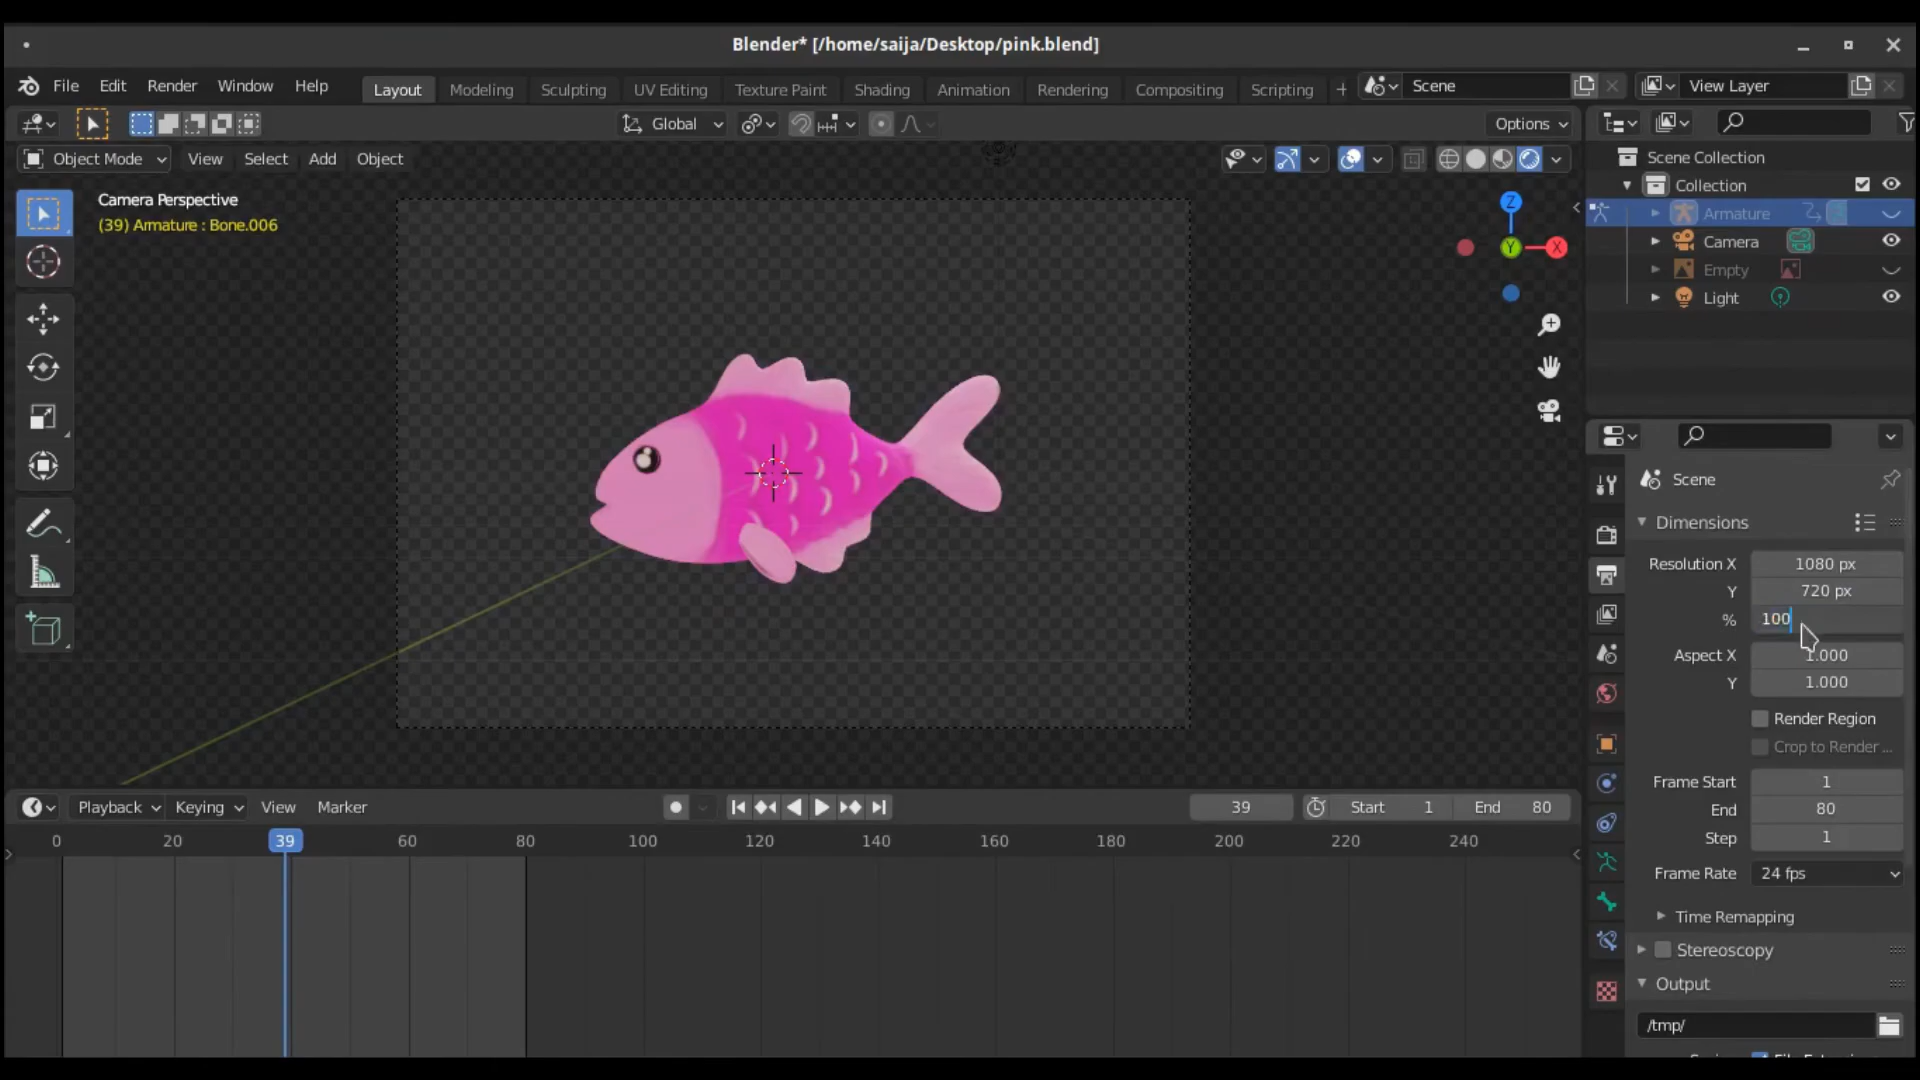 Blender* [/home/saija/Desktop/pink.blend]
File Edit Render Window Help Layout Modeling Sculpting UV Editing Texture Paint Shading Animation Rendering Compositing Scripting + Scene View Layer
Global Options
Object Mode View Select Add Object
Scene Collection
Collection
Armature
Camera
Empty
Light
Camera Perspective
(39) Armature : Bone.006
Z
Y
X
Scene
Dimensions
Resolution X 1080 px
Y 720 px
% 100
Aspect X 1.000
Y 1.000
Render Region
Crop to Render ...
Frame Start 1
End 80
Step 1
Frame Rate 24 fps
Time Remapping
Stereoscopy
Output
/tmp/
Playback Keying View Marker 39 Start 1 End 80
0 20 39 60 80 100 120 140 160 180 200 220 240